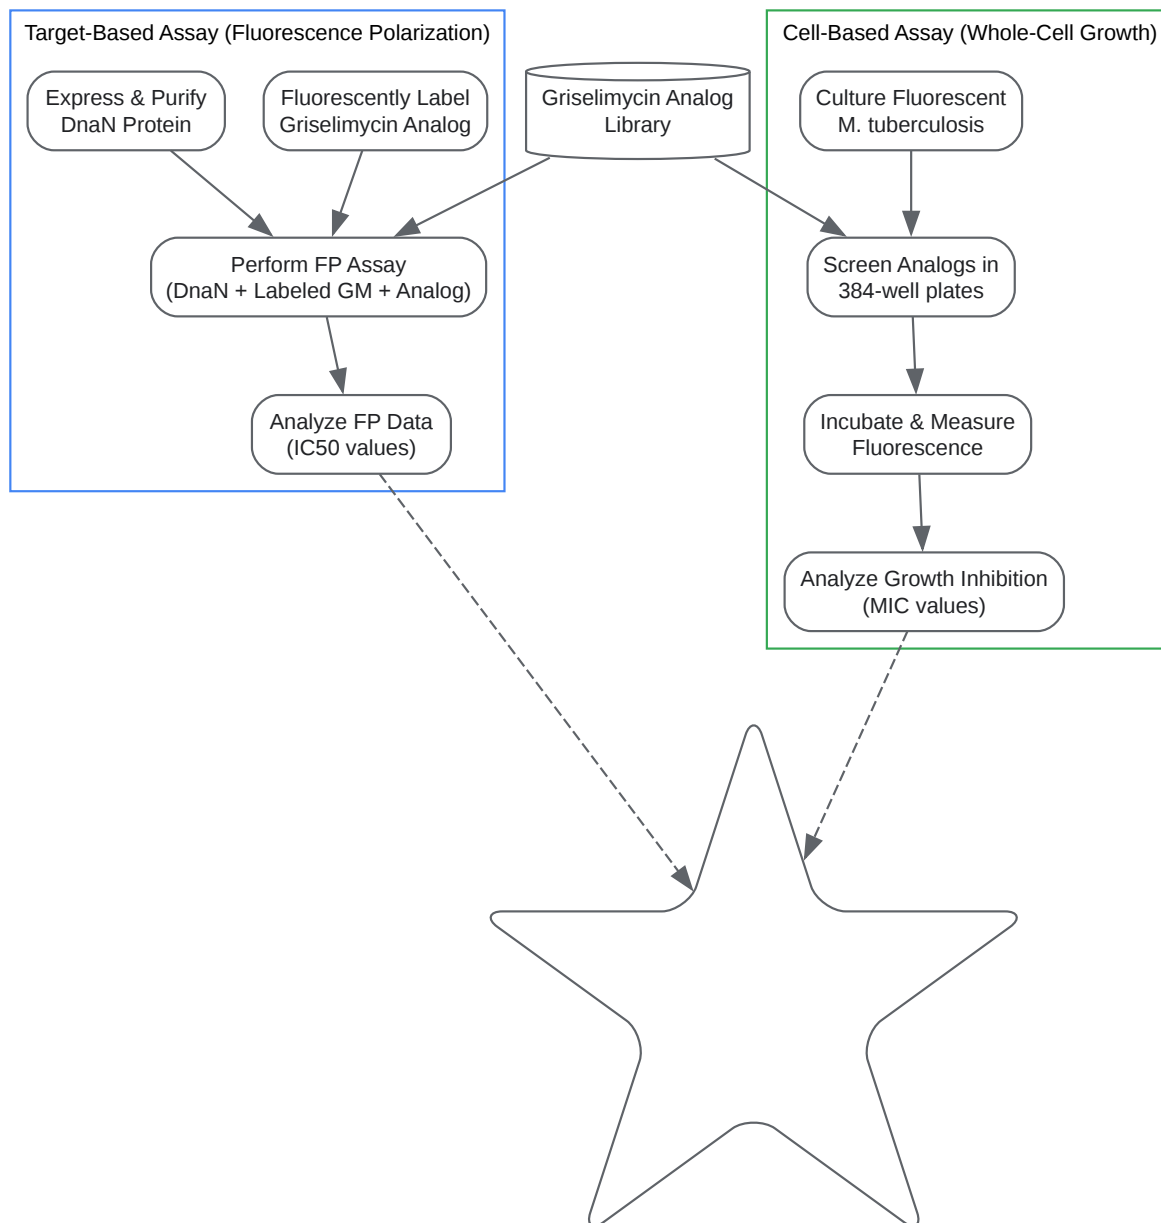 Target-Based Assay (Fluorescence Polarization)
Express & Purify
DnaN Protein
Fluorescently Label
Griselimycin Analog
Perform FP Assay
(DnaN + Labeled GM + Analog)
Analyze FP Data
(IC50 values)
Griselimycin Analog
Library
Cell-Based Assay (Whole-Cell Growth)
Culture Fluorescent
M. tuberculosis
Screen Analogs in
384-well plates
Incubate & Measure
Fluorescence
Analyze Growth Inhibition
(MIC values)